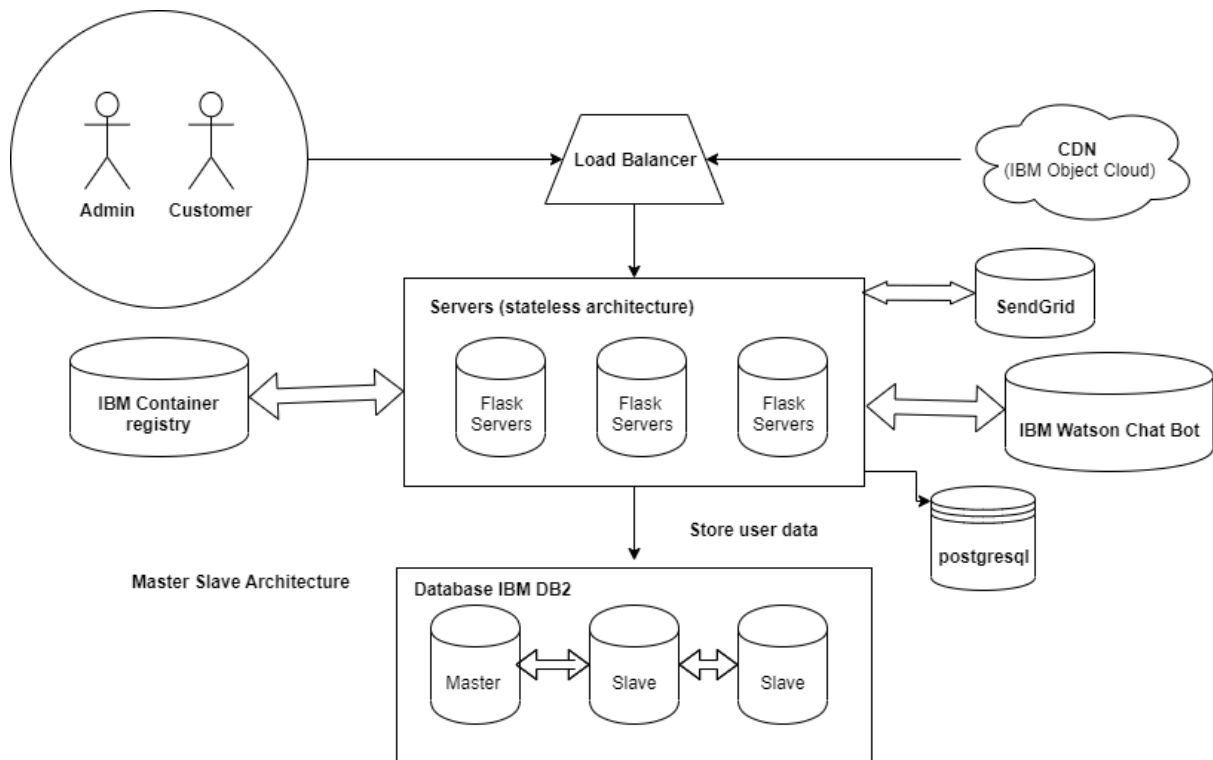 Admin
Customer
Load Balancer
CDN
(IBM Object Cloud)
Servers (stateless architecture)
SendGrid
IBM Container
registry
Flask
Servers
Flask
Servers
Flask
Servers
IBM Watson Chat Bot
Store user data
postgresql
Master Slave Architecture
Database IBM DB2
Master
Slave
Slave